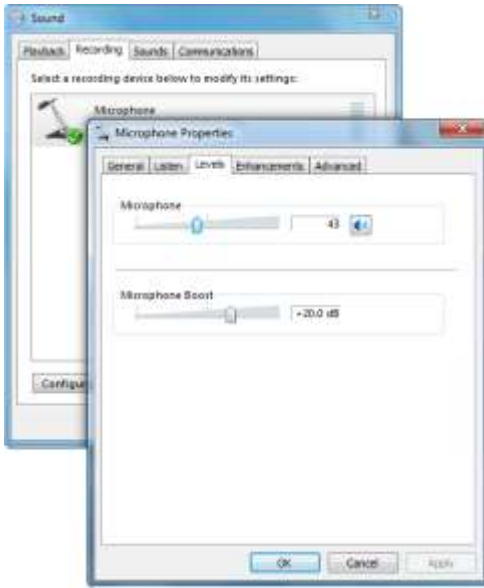 Sound
Playback Recording Sounds Communications
Select a recording device below to modify its settings:
Microphone
Microphone Properties
General Listen Levels Enhancements Advanced
Microphone
43
Microphone Boost
+20.0 dB
Configu
OK Cancel Apply